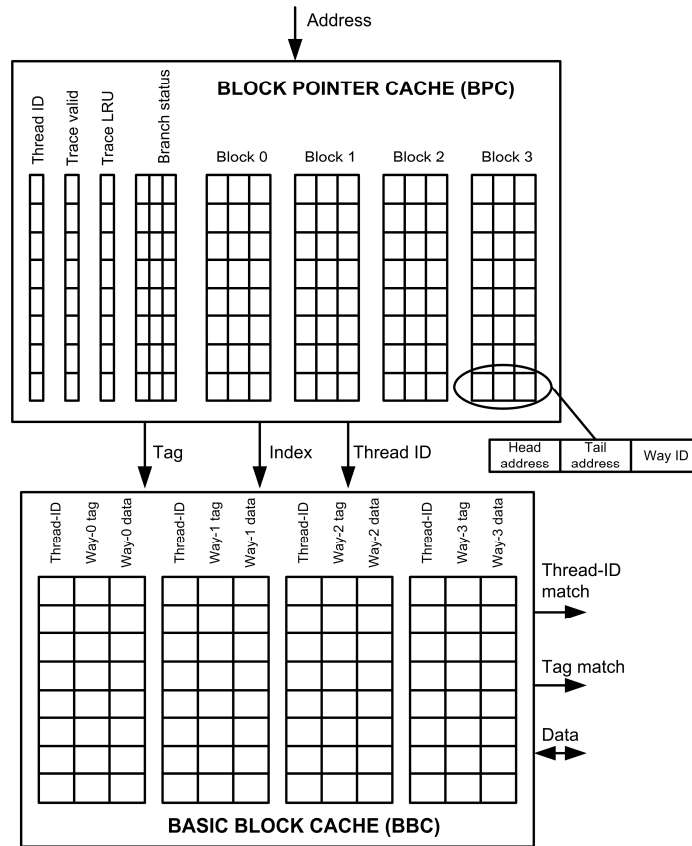 Address
BLOCK POINTER CACHE (BPC)
Thread ID
Trace valid
Trace LRU
Branch status
Block 0
Block 1
Block 2
Block 3
Head
address
Tail
address
Way ID
Tag
Index
Thread ID
Thread-ID
Way-0 tag
Way-0 data
Thread-ID
Way-1 tag
Way-1 data
Thread-ID
Way-2 tag
Way-2 data
Thread-ID
Way-3 tag
Way-3 data
Thread-ID
match
Tag match
Data
BASIC BLOCK CACHE (BBC)